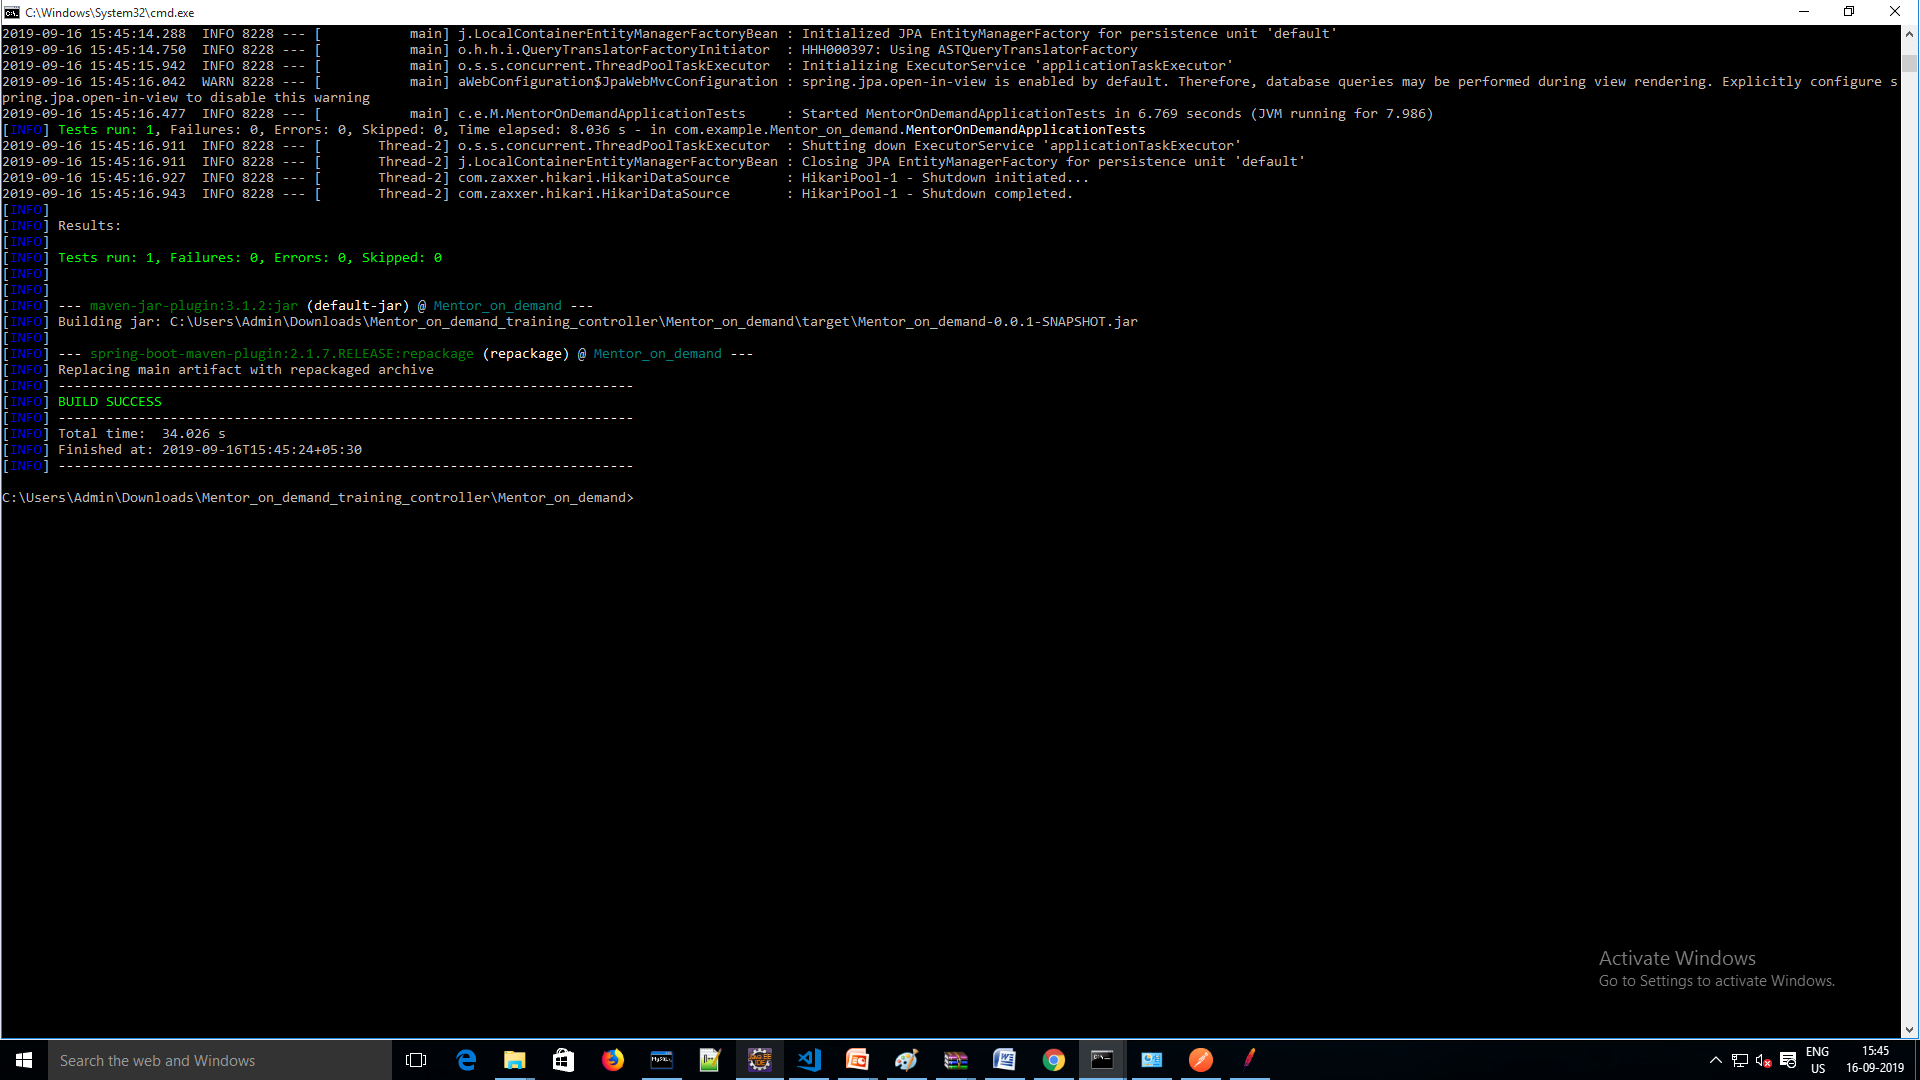 C:\Windows\System32\cmd.exe
2019-09-16 15:45:14.288  INFO 8228 --- [           main] j.LocalContainerEntityManagerFactoryBean : Initialized JPA EntityManagerFactory for persistence unit 'default'
2019-09-16 15:45:14.750  INFO 8228 --- [           main] o.h.h.i.QueryTranslatorFactoryInitiator  : HHH000397: Using ASTQueryTranslatorFactory
2019-09-16 15:45:15.942  INFO 8228 --- [           main] o.s.s.concurrent.ThreadPoolTaskExecutor  : Initializing ExecutorService 'applicationTaskExecutor'
2019-09-16 15:45:16.042  WARN 8228 --- [           main] aWebConfiguration$JpaWebMvcConfiguration : spring.jpa.open-in-view is enabled by default. Therefore, database queries may be performed during view rendering. Explicitly configure s
pring.jpa.open-in-view to disable this warning
2019-09-16 15:45:16.477  INFO 8228 --- [           main] c.e.M.MentorOnDemandApplicationTests     : Started MentorOnDemandApplicationTests in 6.769 seconds (JVM running for 7.986)
[INFO] Tests run: 1, Failures: 0, Errors: 0, Skipped: 0, Time elapsed: 8.036 s - in com.example.Mentor_on_demand.MentorOnDemandApplicationTests
2019-09-16 15:45:16.911  INFO 8228 --- [       Thread-2] o.s.s.concurrent.ThreadPoolTaskExecutor  : Shutting down ExecutorService 'applicationTaskExecutor'
2019-09-16 15:45:16.911  INFO 8228 --- [       Thread-2] j.LocalContainerEntityManagerFactoryBean : Closing JPA EntityManagerFactory for persistence unit 'default'
2019-09-16 15:45:16.927  INFO 8228 --- [       Thread-2] com.zaxxer.hikari.HikariDataSource       : HikariPool-1 - Shutdown initiated...
2019-09-16 15:45:16.943  INFO 8228 --- [       Thread-2] com.zaxxer.hikari.HikariDataSource       : HikariPool-1 - Shutdown completed.
[INFO]
[INFO] Results:
[INFO]
[INFO] Tests run: 1, Failures: 0, Errors: 0, Skipped: 0
[INFO]
[INFO]
[INFO] --- maven-jar-plugin:3.1.2:jar (default-jar) @ Mentor_on_demand ---
[INFO] Building jar: C:\Users\Admin\Downloads\Mentor_on_demand_training_controller\Mentor_on_demand\target\Mentor_on_demand-0.0.1-SNAPSHOT.jar
[INFO]
[INFO] --- spring-boot-maven-plugin:2.1.7.RELEASE:repackage (repackage) @ Mentor_on_demand ---
[INFO] Replacing main artifact with repackaged archive
[INFO] ------------------------------------------------------------------------
[INFO] BUILD SUCCESS
[INFO] ------------------------------------------------------------------------
[INFO] Total time:  34.026 s
[INFO] Finished at: 2019-09-16T15:45:24+05:30
[INFO] ------------------------------------------------------------------------
C:\Users\Admin\Downloads\Mentor_on_demand_training_controller\Mentor_on_demand>
Activate Windows
Go to Settings to activate Windows.
Search the web and Windows
ENG
US
15:45
16-09-2019